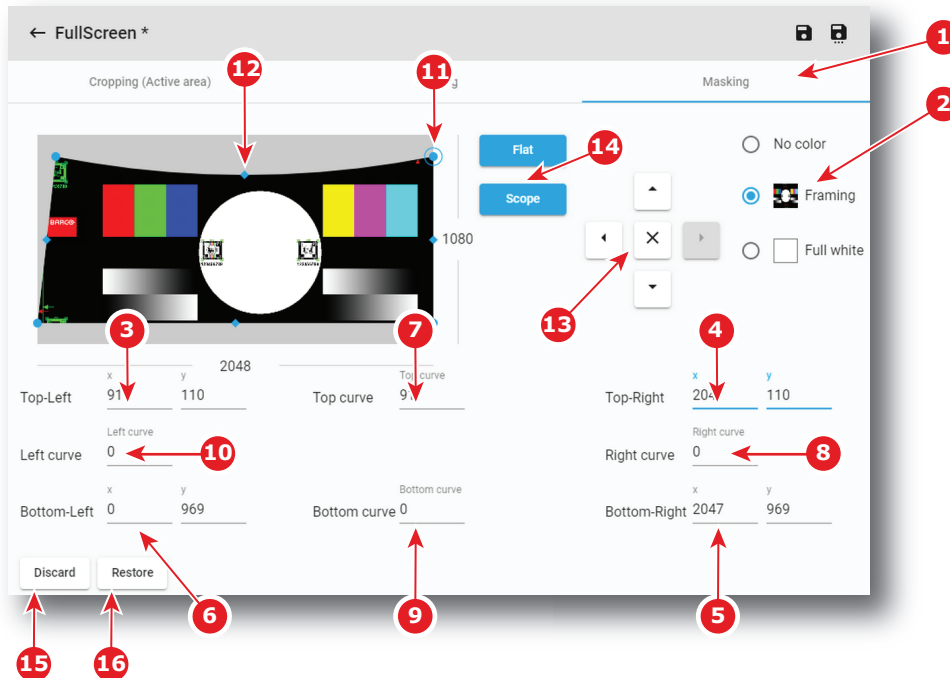 ← FullScreen *
1
Cropping (Active area)
12
11
g
Masking
2
Flat
14
No color
Scope
Framing
BARCO
1080
Full white
13
3
7
4
2048
x y Top curve x y
Top-Left 91 110 Top curve 91 Top-Right 204 110
Left curve Right curve
Left curve 0 10 Right curve 0 8
x y Bottom curve x y
Bottom-Left 0 969 Bottom curve 0 Bottom-Right 2047 969
Discard Restore
6 9 5
15 16